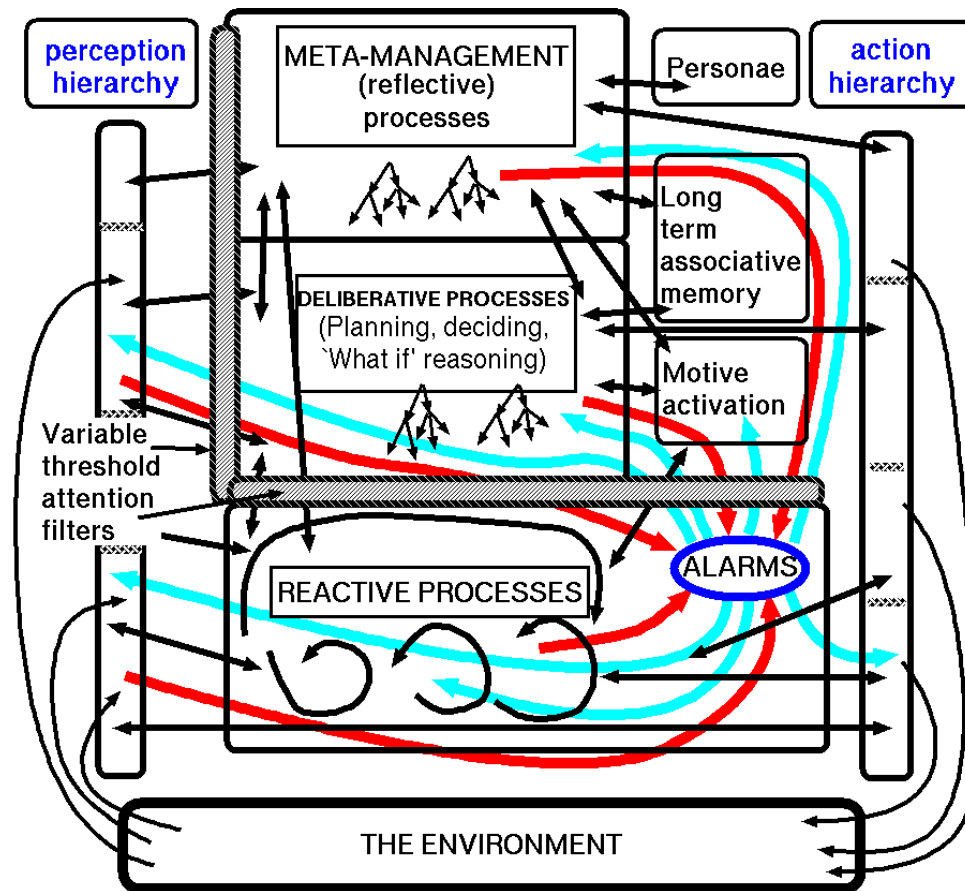 perception
hierarchy
META-MANAGEMENT
(reflective)
processes
Personae
action
hierarchy
Long
term
associative
memory
DELIBERATIVE PROCESSES
(Planning, deciding,
`What if' reasoning)
Motive
activation
Variable
threshold
attention
filters
ALARMS
REACTIVE PROCESSES
THE ENVIRONMENT